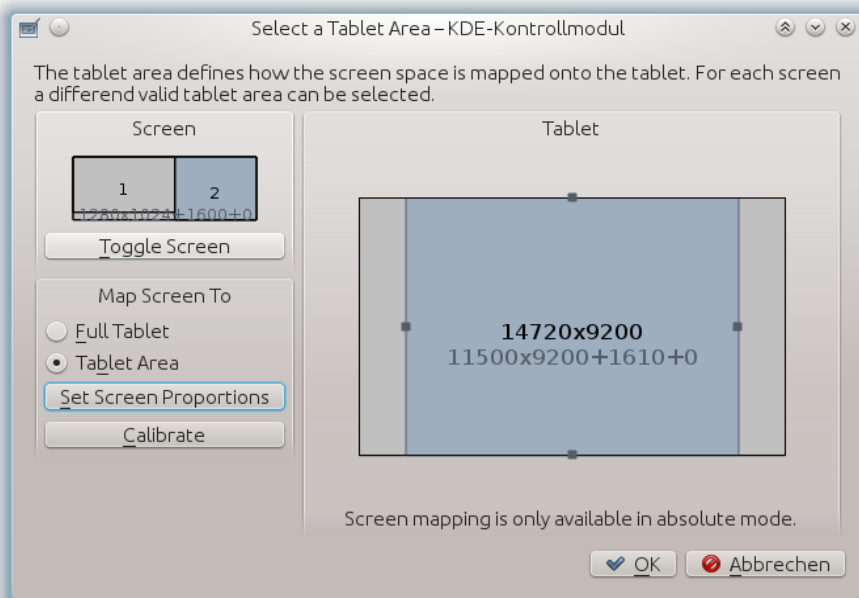 Select a Tablet Area – KDE-Kontrollmodul
The tablet area defines how the screen space is mapped onto the tablet. For each screen
a differend valid tablet area can be selected.
Screen
1
2
1280x1024+1600+0
Toggle Screen
Map Screen To
Full Tablet
Tablet Area
Set Screen Proportions
Calibrate
Tablet
14720x9200
11500x9200+1610+0
Screen mapping is only available in absolute mode.
OK
Abbrechen